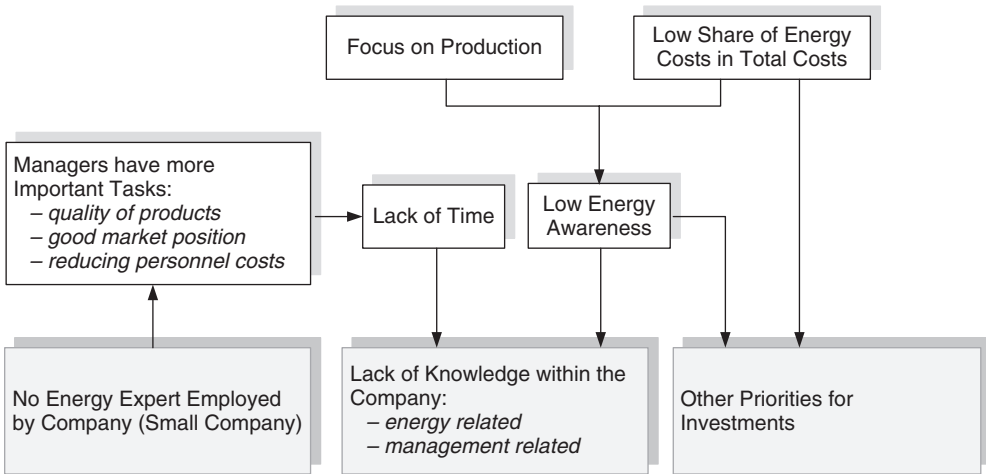 Focus on Production
Low Share of Energy
Costs in Total Costs
Managers have more
Important Tasks:
– quality of products
– good market position
– reducing personnel costs
Lack of Time
Low Energy
Awareness
No Energy Expert Employed
by Company (Small Company)
Lack of Knowledge within the
Company:
– energy related
– management related
Other Priorities for
Investments